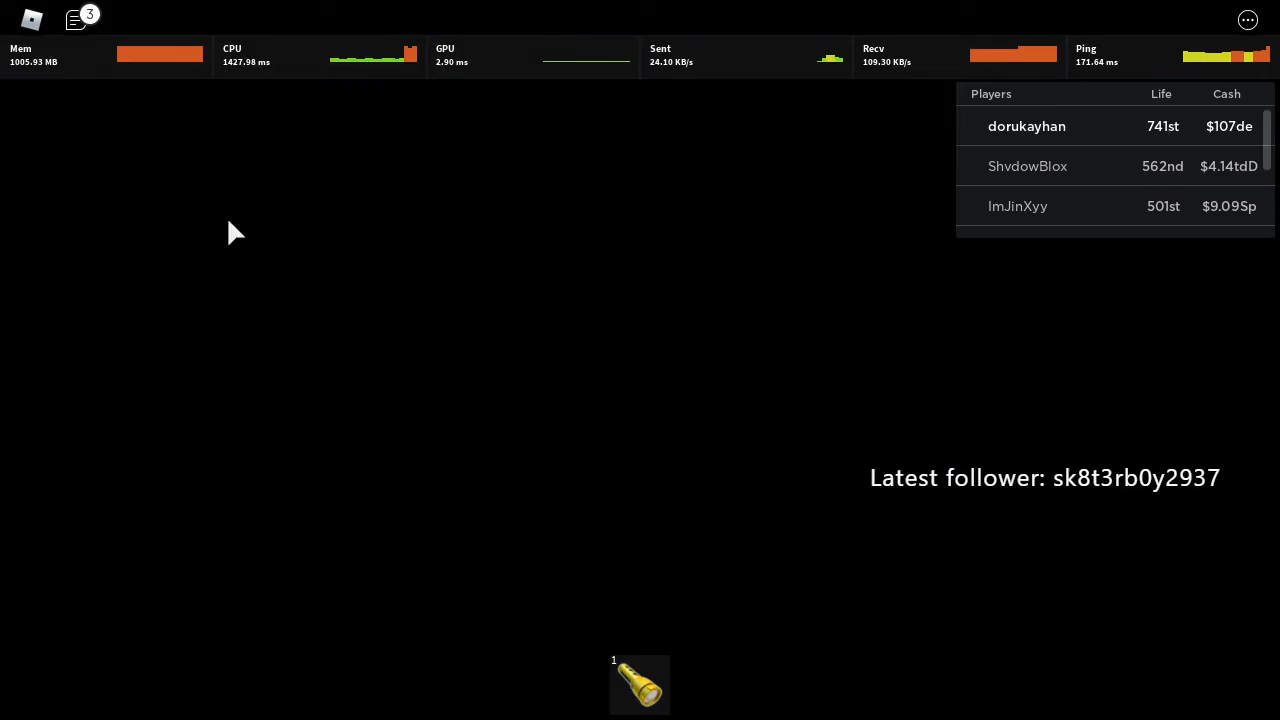 3
Mem
1005.93 MB
CPU
1427.98 ms
GPU
2.90 ms
Sent
24.10 KB/s
Recv
109.30 KB/s
Ping
171.64 ms
Players Life Cash
dorukayhan 741st $107de
ShvdowBlox 562nd $4.14tdD
ImJinXyy 501st $9.09Sp
Latest follower: sk8t3rb0y2937
1